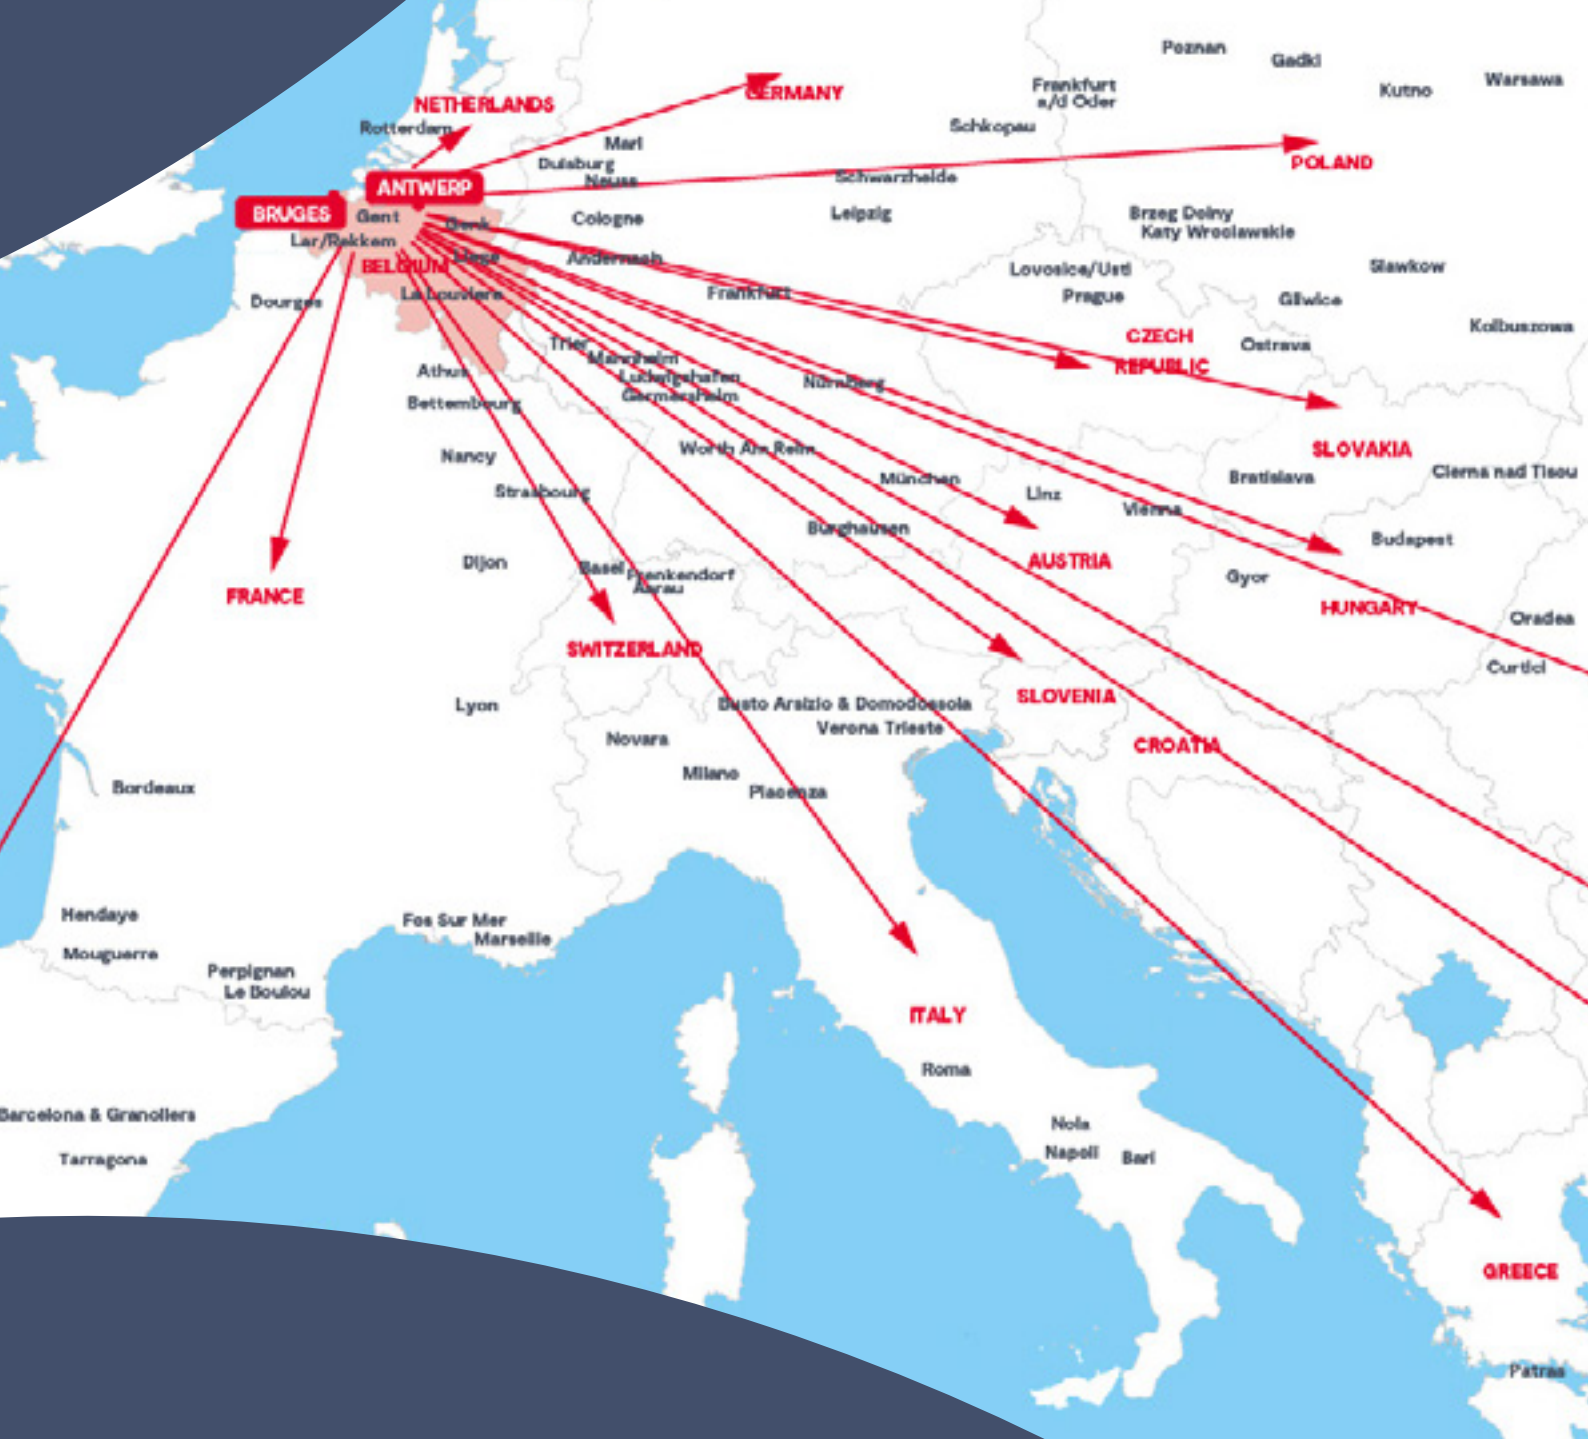 Poznan
Gadki
Warsawa
Kutno
Frankfurt
a/d Oder
GERMANY
NETHERLANDS
Rotterdam
Schkopau
Marl
Duisburg
POLAND
Neuss
Schwarzheide
ANTWERP
BRUGES
Gent
Genk
Cologne
Leipzig
Brzeg Dolny
Katy Wroclawskie
Lar/Rekkem
Liege
Andernach
BELGIUM
Lovosice/Usti
Slawkow
La Louviere
Frankfurt
Prague
Gliwice
Dourges
Kolbuszowa
CZECH
REPUBLIC
Ostrava
Trier
Mannheim
Ludwigshafen
Germersheim
Nürnberg
Athus
Bettembourg
Nancy
Worth Am Rein
SLOVAKIA
Strasbourg
München
Linz
Bratislava
Cierna nad Tisou
Vienna
Burghausen
Budapest
Dijon
Basel
Frenkendorf
Aarau
AUSTRIA
Gyor
FRANCE
HUNGARY
Oradea
SWITZERLAND
Curtici
SLOVENIA
Lyon
Busto Arsizio & Domodossola
Verona Trieste
Novara
CROATIA
Milano
Piacenza
Bordeaux
Hendaye
Fos Sur Mer
Marseille
Mouguerre
Perpignan
Le Boulou
ITALY
Roma
Barcelona & Granollers
Tarragona
Nola
Napoli
Bari
GREECE
Patras